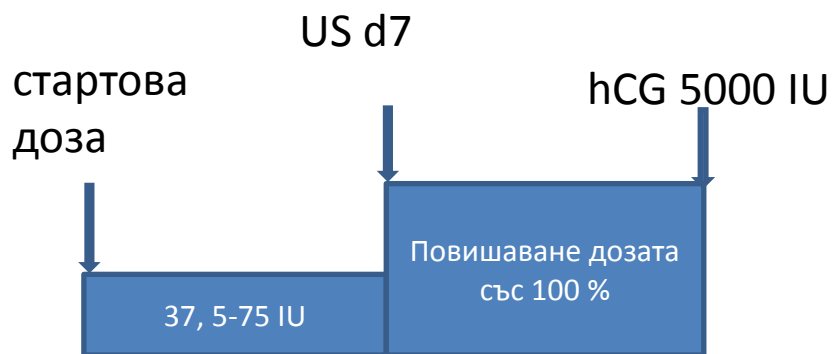 US d7
стартова
доза
hCG 5000 IU
Повишаване дозата
със 100 %
37, 5-75 IU